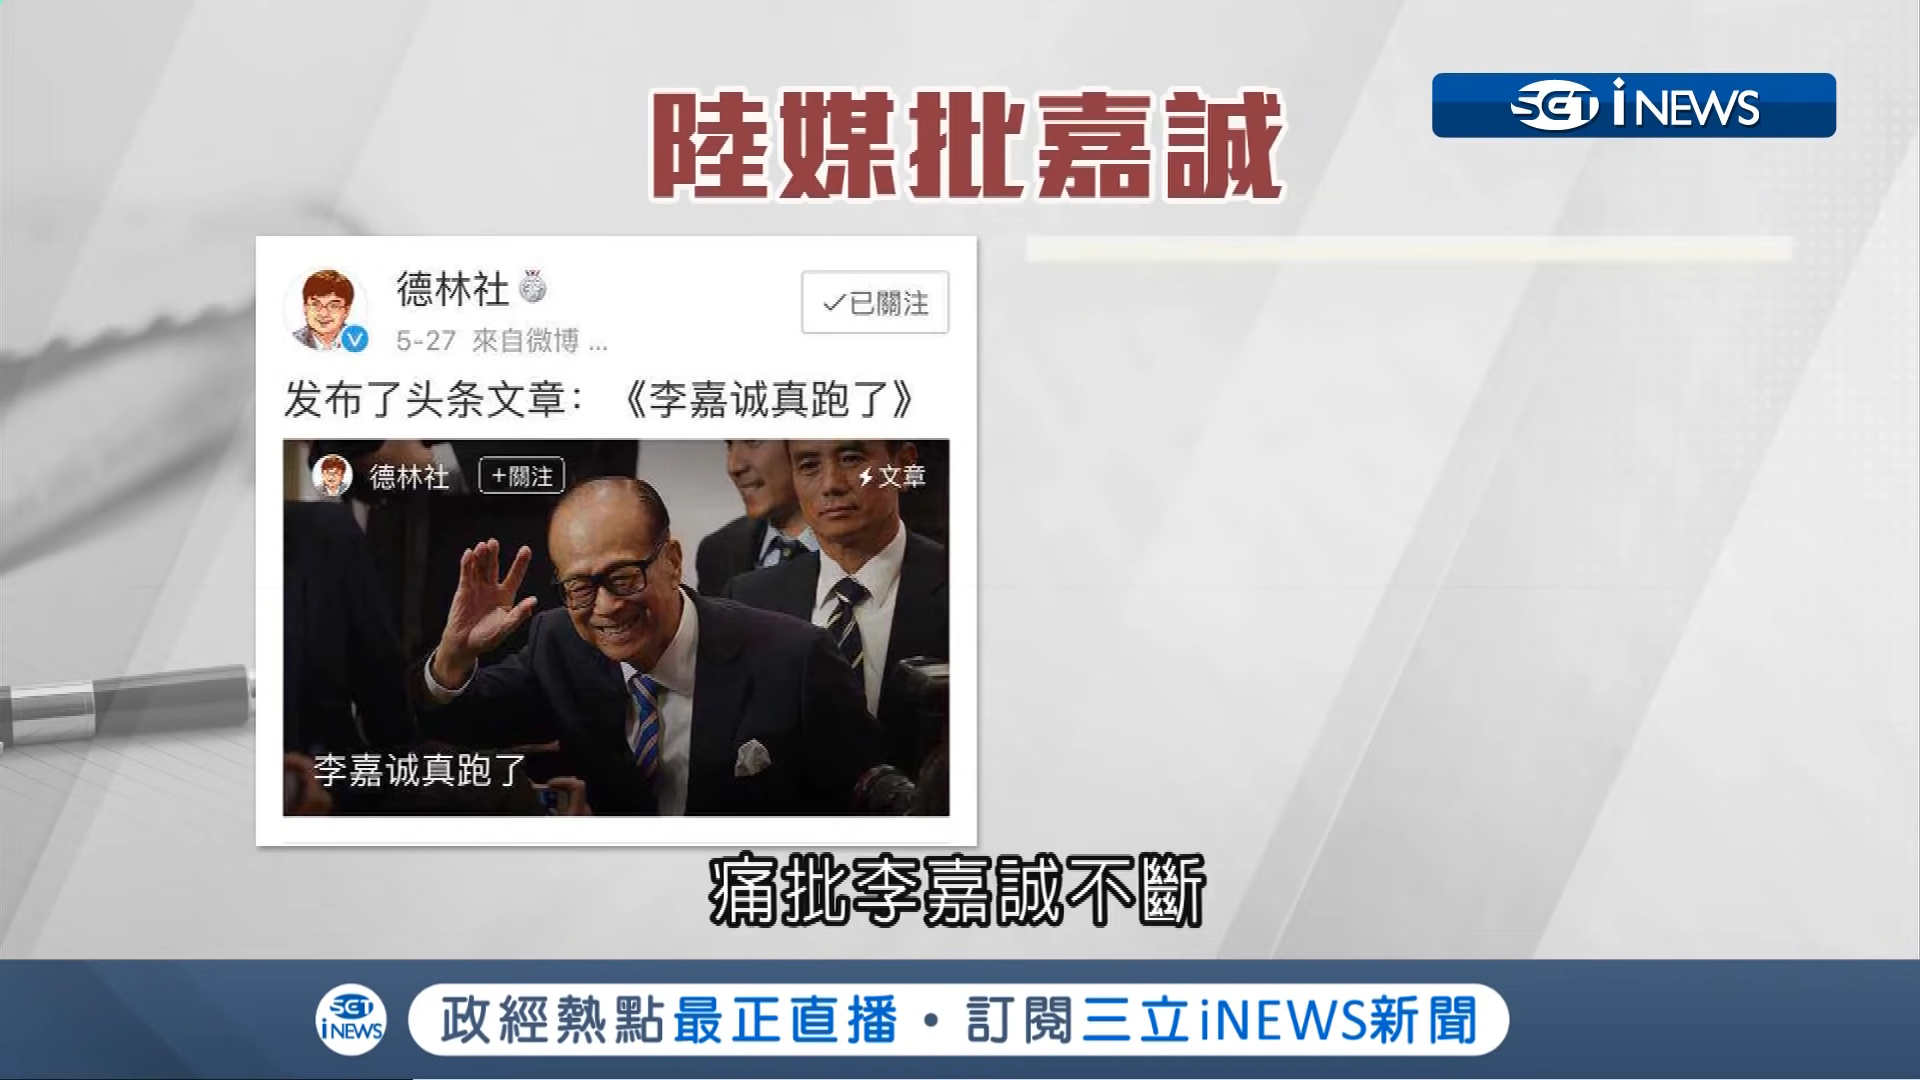 陸媒批嘉誠
SET iNEWS
德林社
5-27 來自微博 ...
✓已關注
发布了头条文章：《李嘉诚真跑了》
德林社 +關注
文章
李嘉诚真跑了
痛批李嘉誠不斷
SET iNEWS
政經熱點最正直播・訂閱三立iNEWS新聞